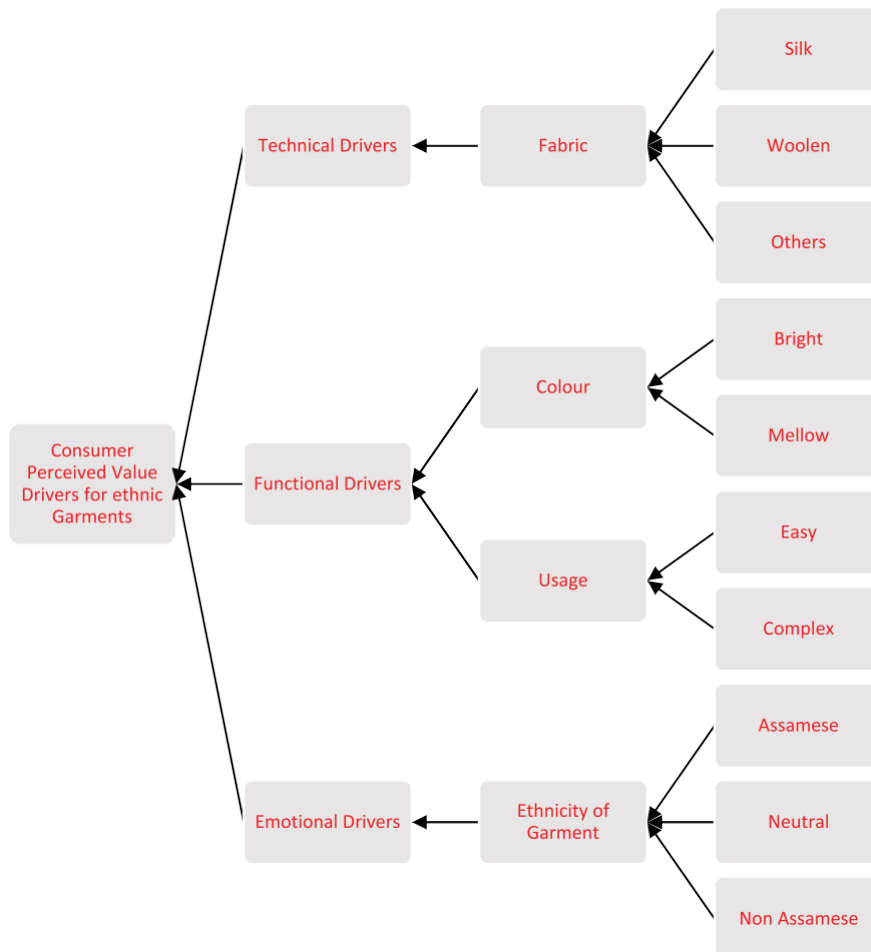 Silk
Technical Drivers
Fabric
Woolen
Others
Bright
Colour
Mellow
Consumer
Perceived Value
Drivers for ethnic
Garments
Functional Drivers
Easy
Usage
Complex
Assamese
Emotional Drivers
Ethnicity of
Garment
Neutral
Non Assamese